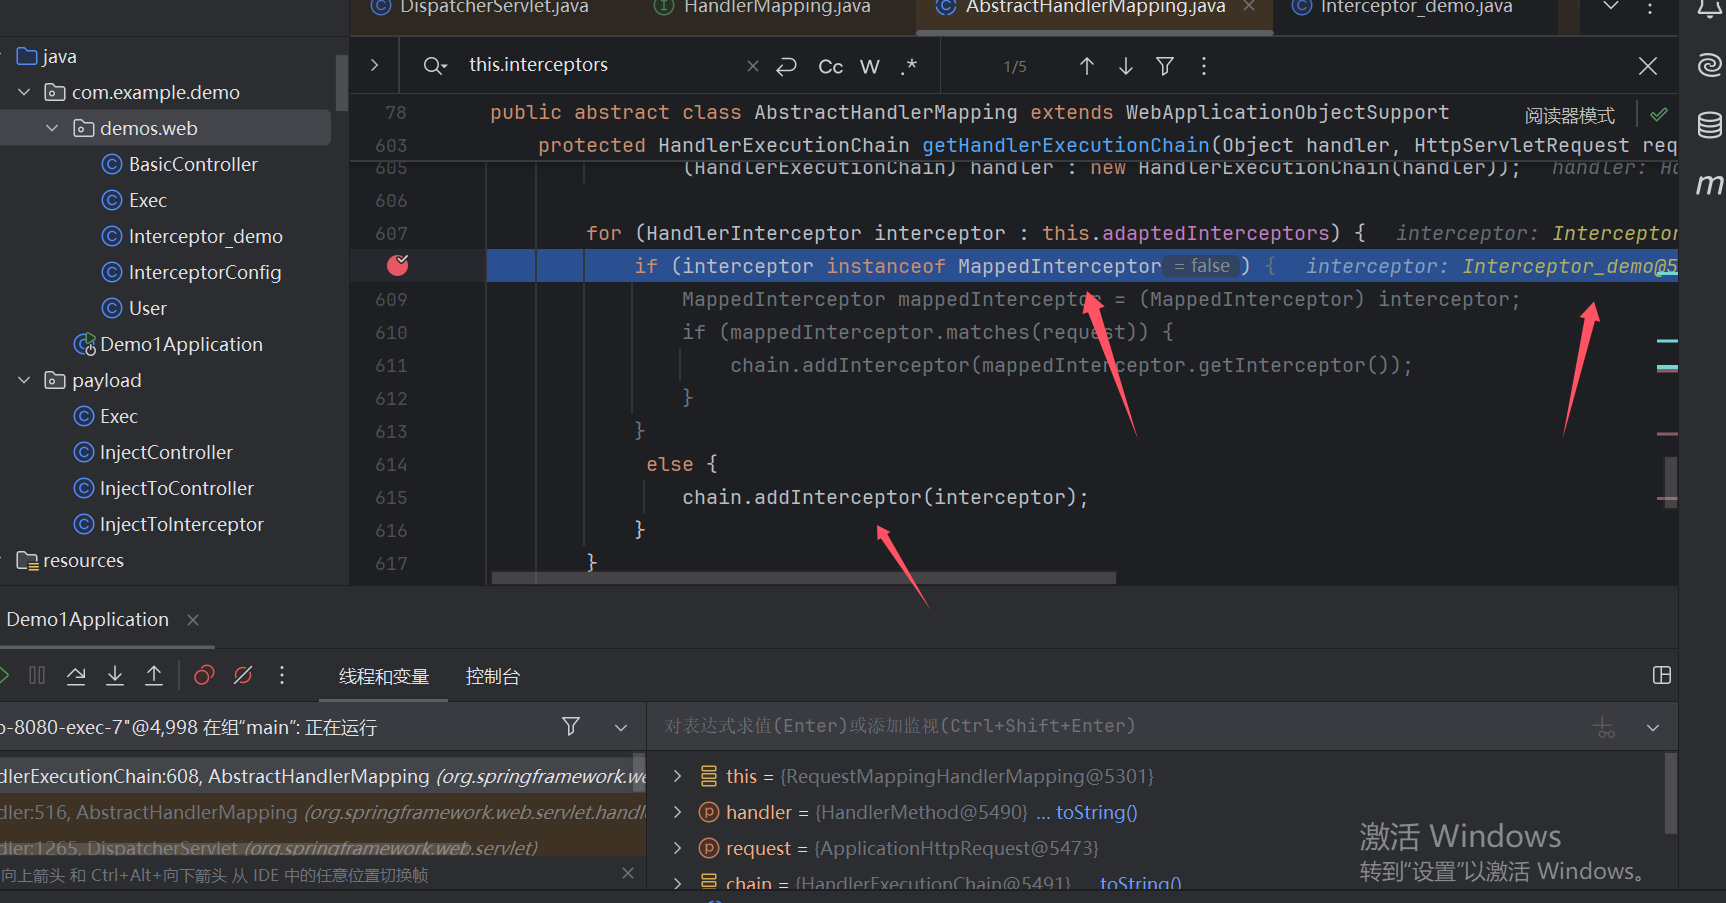 DispatcherServlet.java
HandlerMapping.java
AbstractHandlerMapping.java
Interceptor_demo.java
java
com.example.demo
demos.web
BasicController
Exec
Interceptor_demo
InterceptorConfig
User
Demo1Application
payload
Exec
InjectController
InjectToController
InjectToInterceptor
resources
this.interceptors
Cc W .*
1/5
78 public abstract class AbstractHandlerMapping extends WebApplicationObjectSupport
阅读器模式
603 protected HandlerExecutionChain getHandlerExecutionChain(Object handler, HttpServletRequest req
605 (HandlerExecutionChain) handler : new HandlerExecutionChain(handler)); handler: Ha
606
607 for (HandlerInterceptor interceptor : this.adaptedInterceptors) { interceptor: Interceptor
if (interceptor instanceof MappedInterceptor = false ) { interceptor: Interceptor_demo@5
609 MappedInterceptor mappedInterceptor = (MappedInterceptor) interceptor;
610 if (mappedInterceptor.matches(request)) {
611 chain.addInterceptor(mappedInterceptor.getInterceptor());
612 }
613 }
614 else {
615 chain.addInterceptor(interceptor);
616 }
617 }
m
Demo1Application
线程和变量
控制台
o-8080-exec-7"@4,998 在组"main": 正在运行
对表达式求值(Enter)或添加监视(Ctrl+Shift+Enter)
dlerExecutionChain:608, AbstractHandlerMapping (org.springframework.we
dler:516, AbstractHandlerMapping (org.springframework.web.servlet.handle
dler:1265, DispatcherServlet (org.springframework.web.servlet)
向上箭头 和 Ctrl+Alt+向下箭头 从 IDE 中的任意位置切换帧
this = {RequestMappingHandlerMapping@5301}
handler = {HandlerMethod@5490} ... toString()
request = {ApplicationHttpRequest@5473}
chain = {HandlerExecutionChain@5491} ... toString()
激活 Windows
转到"设置"以激活 Windows。